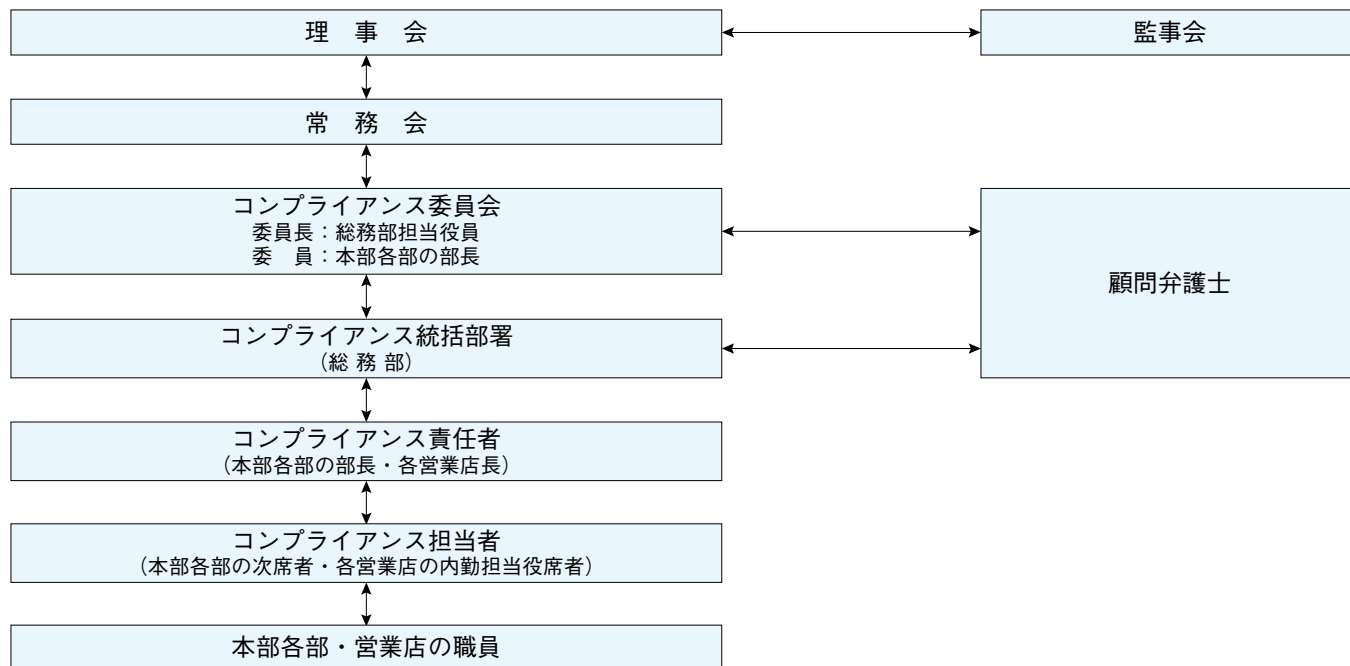 理 事 会
監事会
常 務 会
コンプライアンス委員会
委員長：総務部担当役員
委　員：本部各部の部長
顧問弁護士
コンプライアンス統括部署
（総 務 部）
コンプライアンス責任者
（本部各部の部長・各営業店長）
コンプライアンス担当者
（本部各部の次席者・各営業店の内勤担当役席者）
本部各部・営業店の職員